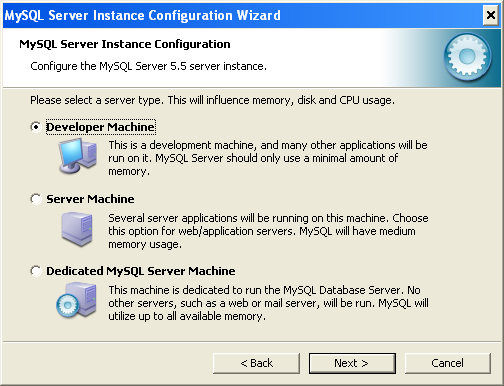 MySQL Server Instance Configuration Wizard
MySQL Server Instance Configuration
Configure the MySQL Server 5.5 server instance.
Please select a server type. This will influence memory, disk and CPU usage.
Developer Machine
This is a development machine, and many other applications will be
run on it. MySQL Server should only use a minimal amount of
memory.
Server Machine
Several server applications will be running on this machine. Choose
this option for web/application servers. MySQL will have medium
memory usage.
Dedicated MySQL Server Machine
This machine is dedicated to run the MySQL Database Server. No
other servers, such as a web or mail server, will be run. MySQL will
utilize up to all available memory.
< Back Next > Cancel